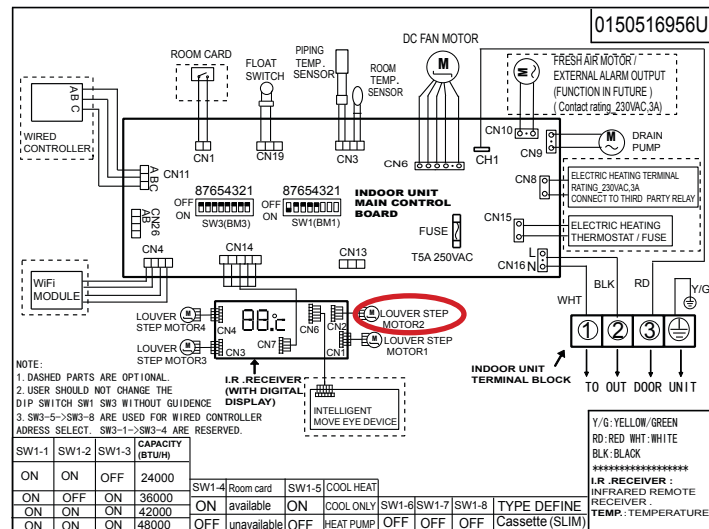 0150516956U
ROOM CARD
FLOAT
SWITCH
PIPING
TEMP.
SENSOR
ROOM
TEMP.
SENSOR
DC FAN MOTOR
M
M
FRESH AIR MOTOR /
EXTERNAL ALARM OUTPUT
(FUNCTION IN FUTURE )
( Contact rating_230VAC,3A)
A
B
C
WIRED
CONTROLLER
CN1
CN19
CN3
CN6
CH1
CN10
CN9
M
DRAIN
PUMP
A
B
C
CN11
CN8
ELECTRIC HEATING TERMINAL
RATING_230VAC,3A
CONNECT TO THIRD PARTY RELAY
87654321
OFF
ON
SW3(BM3)
87654321
OFF
ON
SW1(BM1)
INDOOR UNIT
MAIN CONTROL
BOARD
AB
CN26
CN15
ELECTRIC HEATING
THERMOSTAT / FUSE
FUSE
T5A 250VAC
CN4
CN14
CN13
L
CN16 N
WiFi
MODULE
WHT
BLK
RD
Y/G
LOUVER
STEP MOTOR4
M
CN4
88.c
CN6
CN2
M
LOUVER STEP
MOTOR2
LOUVER
STEP MOTOR3
M
CN3
CN7
CN1
M
LOUVER STEP
MOTOR1
1
2
3
I.R .RECEIVER
(WITH DIGITAL
DISPLAY)
INTELLIGENT
MOVE EYE DEVICE
INDOOR UNIT
TERMINAL BLOCK
TO OUT DOOR UNIT
NOTE:
1. DASHED PARTS ARE OPTIONAL.
2. USER SHOULD NOT CHANGE THE
DIP SWITCH SW1 SW3 WITHOUT GUIDENCE
3. SW3-5->SW3-8 ARE USED FOR WIRED CONTROLLER
ADRESS SELECT. SW3-1->SW3-4 ARE RESERVED.
SW1-1 SW1-2 SW1-3 CAPACITY (BTU/H)
ON ON OFF 24000
ON OFF ON 36000
ON ON ON 42000
ON ON ON 48000
SW1-4 Room card SW1-5 COOL HEAT
ON available ON COOL ONLY SW1-6 SW1-7 SW1-8 TYPE DEFINE
OFF unavailable OFF HEAT PUMP OFF OFF OFF Cassette (SLIM)
Y/G:YELLOW/GREEN
RD:RED WHT:WHITE
BLK:BLACK
******************
I.R .RECEIVER :
INFRARED REMOTE
RECEIVER .
TEMP.: TEMPERATURE